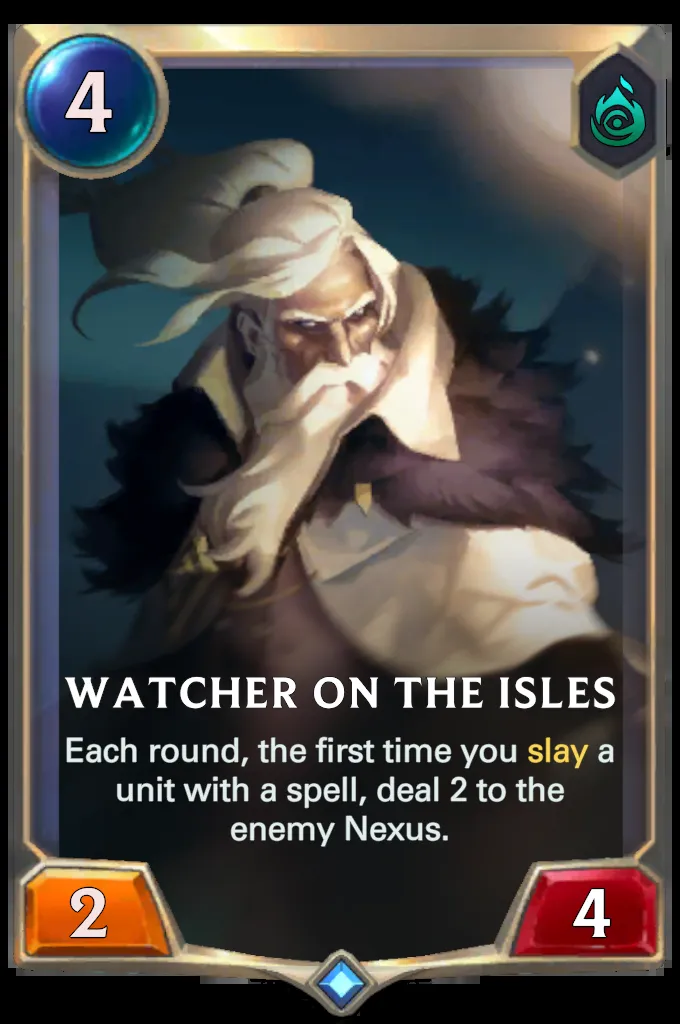 4
WATCHER ON THE ISLES
Each round, the first time you slay a
unit with a spell, deal 2 to the
enemy Nexus.
2
4